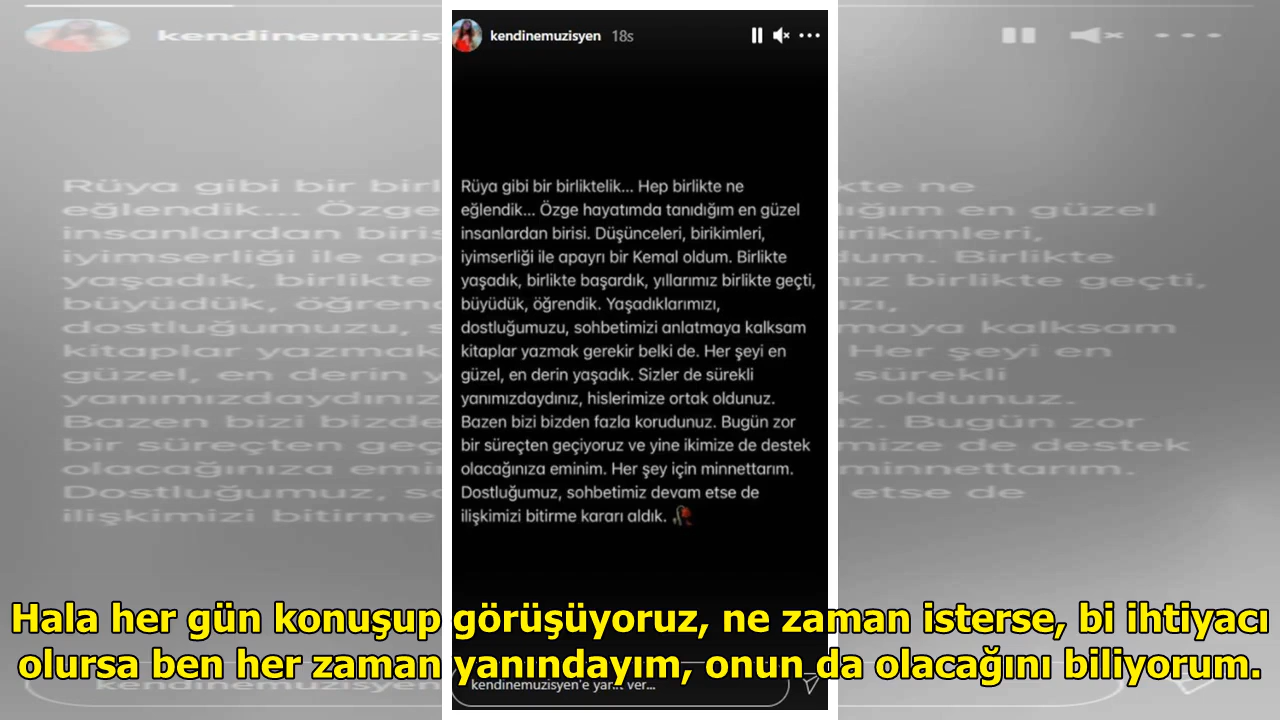 kendinemuzisyen 18s
Rüya gibi bir birliktelik... Hep birlikte ne
eğlendik... Özge hayatımda tanıdığım en güzel
insanlardan birisi. Düşünceleri, birikimleri,
iyimserliği ile apayrı bir Kemal oldum. Birlikte
yaşadık, birlikte başardık, yıllarımız birlikte geçti,
büyüdük, öğrendik. Yaşadıklarımızı,
dostluğumuzu, sohbetimizi anlatmaya kalksam
kitaplar yazmak gerekir belki de. Her şeyi en
güzel, en derin yaşadık. Sizler de sürekli
yanımızdaydınız, hislerimize ortak oldunuz.
Bazen bizi bizden fazla korudunuz. Bugün zor
bir süreçten geçiyoruz ve yine ikimize de destek
olacağınıza eminim. Her şey için minnettarım.
Dostluğumuz, sohbetimiz devam etse de
ilişkimizi bitirme kararı aldık. 🥀
Hala her gün konuşup görüşüyoruz, ne zaman isterse, bi ihtiyacı
olursa ben her zaman yanındayım, onun da olacağını biliyorum.
kendinemuzisyen'e yanıt ver...